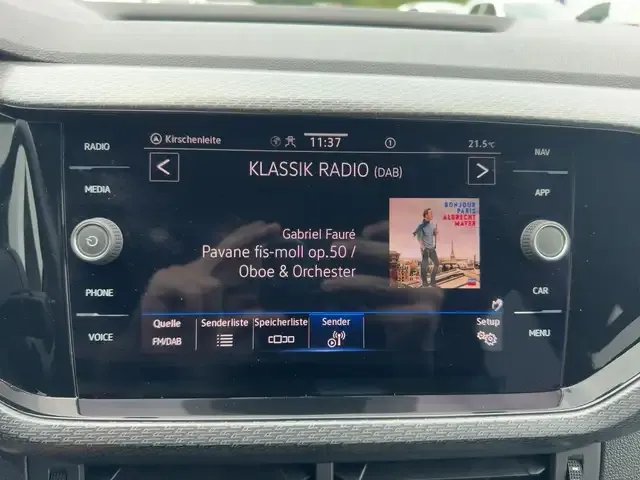 RADIO
MEDIA
PHONE
VOICE
Kirschenleite
11:37
21.5°C
KLASSIK RADIO (DAB)
Gabriel Fauré
Pavane fis-moll op.50 /
Oboe & Orchester
BONJOUR
PARIS
ALBRECHT
MAYER
Quelle
FM/DAB
Senderliste
Speicherliste
Sender
Setup
NAV
APP
CAR
MENU